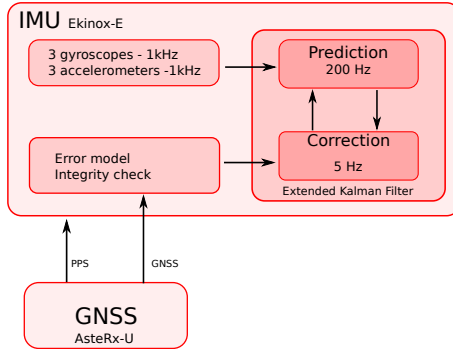 IMU Ekinox-E
3 gyroscopes - 1kHz
3 accelerometers -1kHz
Prediction
200 Hz
Error model
Integrity check
Correction
5 Hz
Extended Kalman Filter
PPS
GNSS
GNSS
AsteRx-U